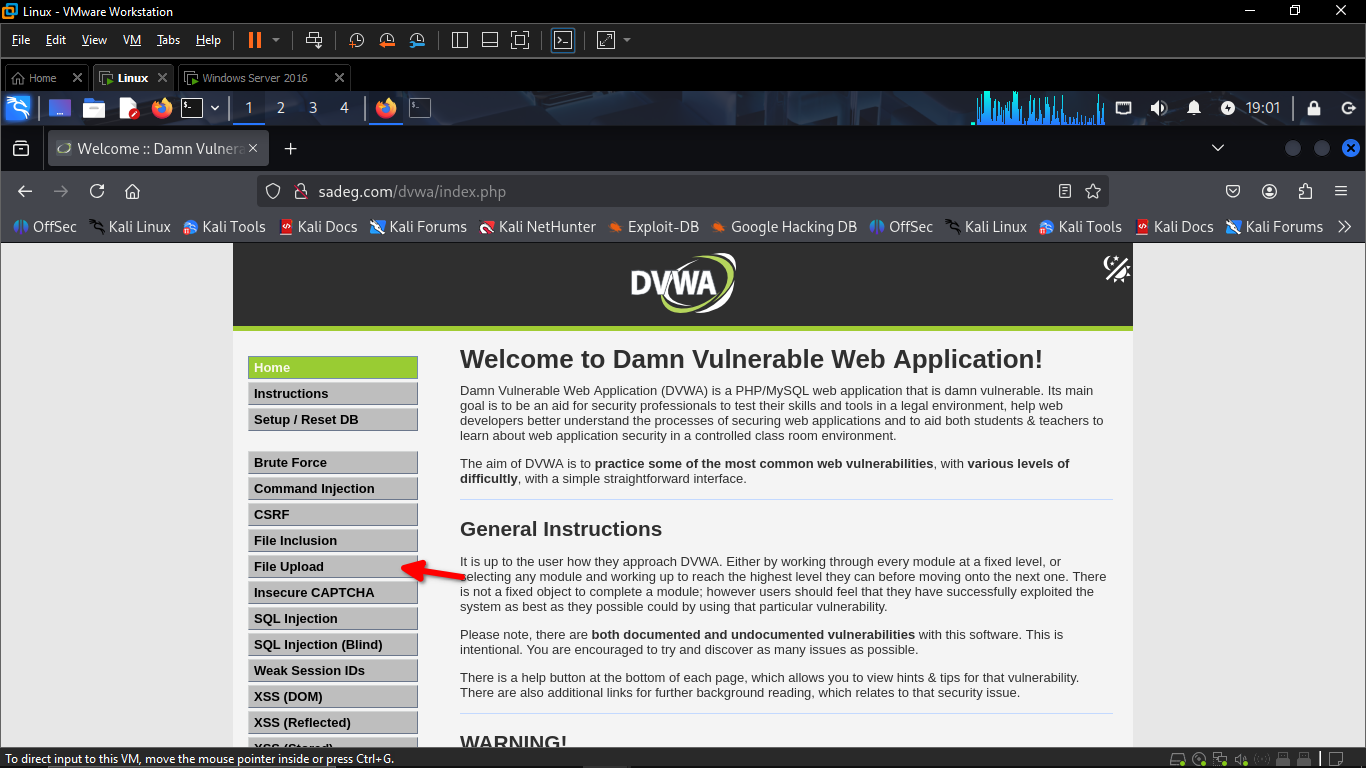 Linux - VMware Workstation
File Edit View VM Tabs Help
Home Linux Windows Server 2016
1 2 3 4 19:01
Welcome :: Damn Vulnera
sadeg.com/dvwa/index.php
OffSec Kali Linux Kali Tools Kali Docs Kali Forums Kali NetHunter Exploit-DB Google Hacking DB OffSec Kali Linux Kali Tools Kali Docs Kali Forums
DVWA
Home
Instructions
Setup / Reset DB
Brute Force
Command Injection
CSRF
File Inclusion
File Upload
Insecure CAPTCHA
SQL Injection
SQL Injection (Blind)
Weak Session IDs
XSS (DOM)
XSS (Reflected)
XSS (Stored)
Welcome to Damn Vulnerable Web Application!
Damn Vulnerable Web Application (DVWA) is a PHP/MySQL web application that is damn vulnerable. Its main
goal is to be an aid for security professionals to test their skills and tools in a legal environment, help web
developers better understand the processes of securing web applications and to aid both students & teachers to
learn about web application security in a controlled class room environment.
The aim of DVWA is to practice some of the most common web vulnerabilities, with various levels of
difficultly, with a simple straightforward interface.
General Instructions
It is up to the user how they approach DVWA. Either by working through every module at a fixed level, or
selecting any module and working up to reach the highest level they can before moving onto the next one. There
is not a fixed object to complete a module; however users should feel that they have successfully exploited the
system as best as they possible could by using that particular vulnerability.
Please note, there are both documented and undocumented vulnerabilities with this software. This is
intentional. You are encouraged to try and discover as many issues as possible.
There is a help button at the bottom of each page, which allows you to view hints & tips for that vulnerability.
There are also additional links for further background reading, which relates to that security issue.
WARNING!
To direct input to this VM, move the mouse pointer inside or press Ctrl+G.